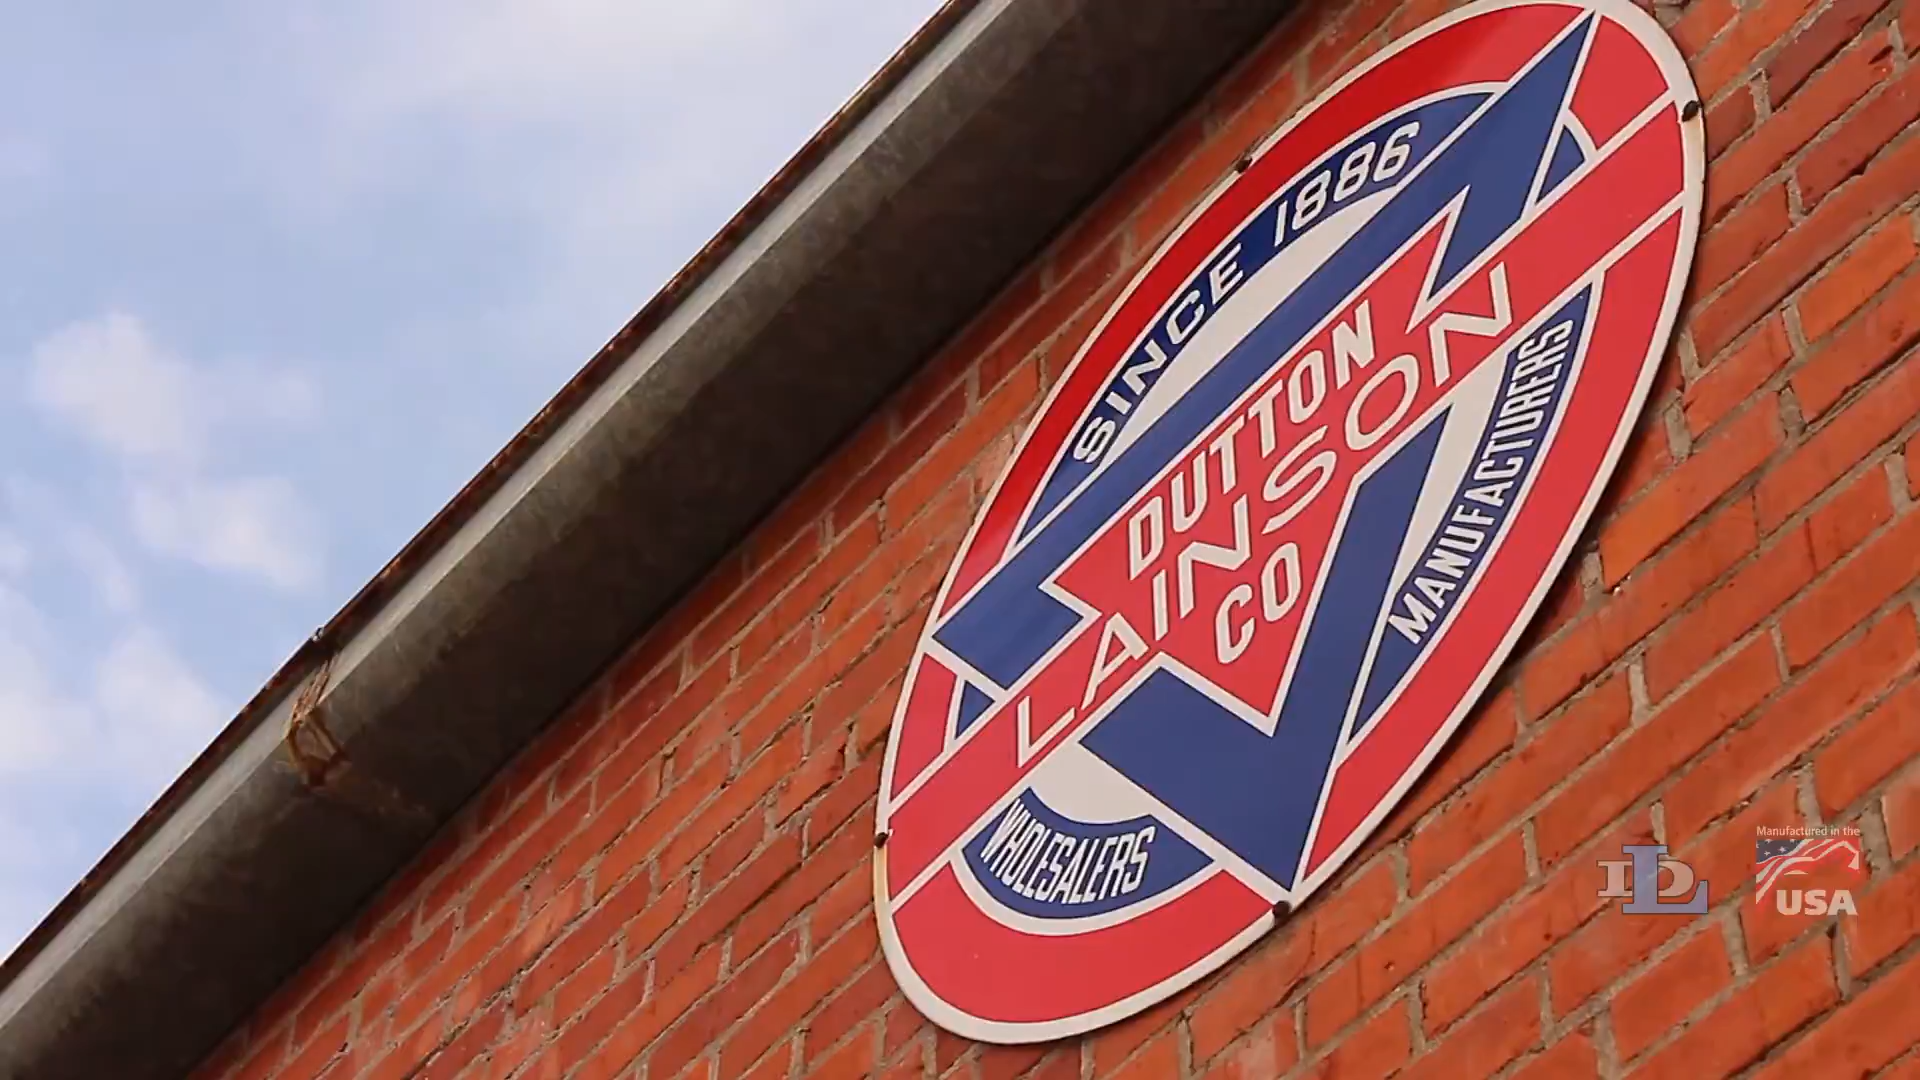 SINCE 1886
DUTTON
LAINSON
CO
MANUFACTURERS
WHOLESALERS
DL
Manufactured in the
USA